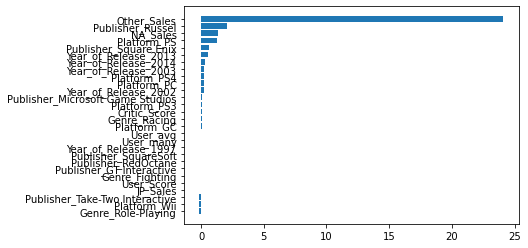 Other_Sales
Publisher_Russel
NA_Sales
Platform_PS
Publisher_Square Enix
Year_of_Release_2013
Year_of_Release_2014
Year_of_Release_2003
Platform_PS4
Platform_PC
Year_of_Release_2002
Publisher_Microsoft Game Studios
Platform_PS3
Critic_Score
Genre_Racing
Platform_GC
User_avg
User_many
Year_of_Release_1997
Publisher_SquareSoft
Publisher_RedOctane
Publisher_GT Interactive
Genre_Fighting
User_Score
JP_Sales
Publisher_Take-Two Interactive
Platform_Wii
Genre_Role-Playing
0 5 10 15 20 25